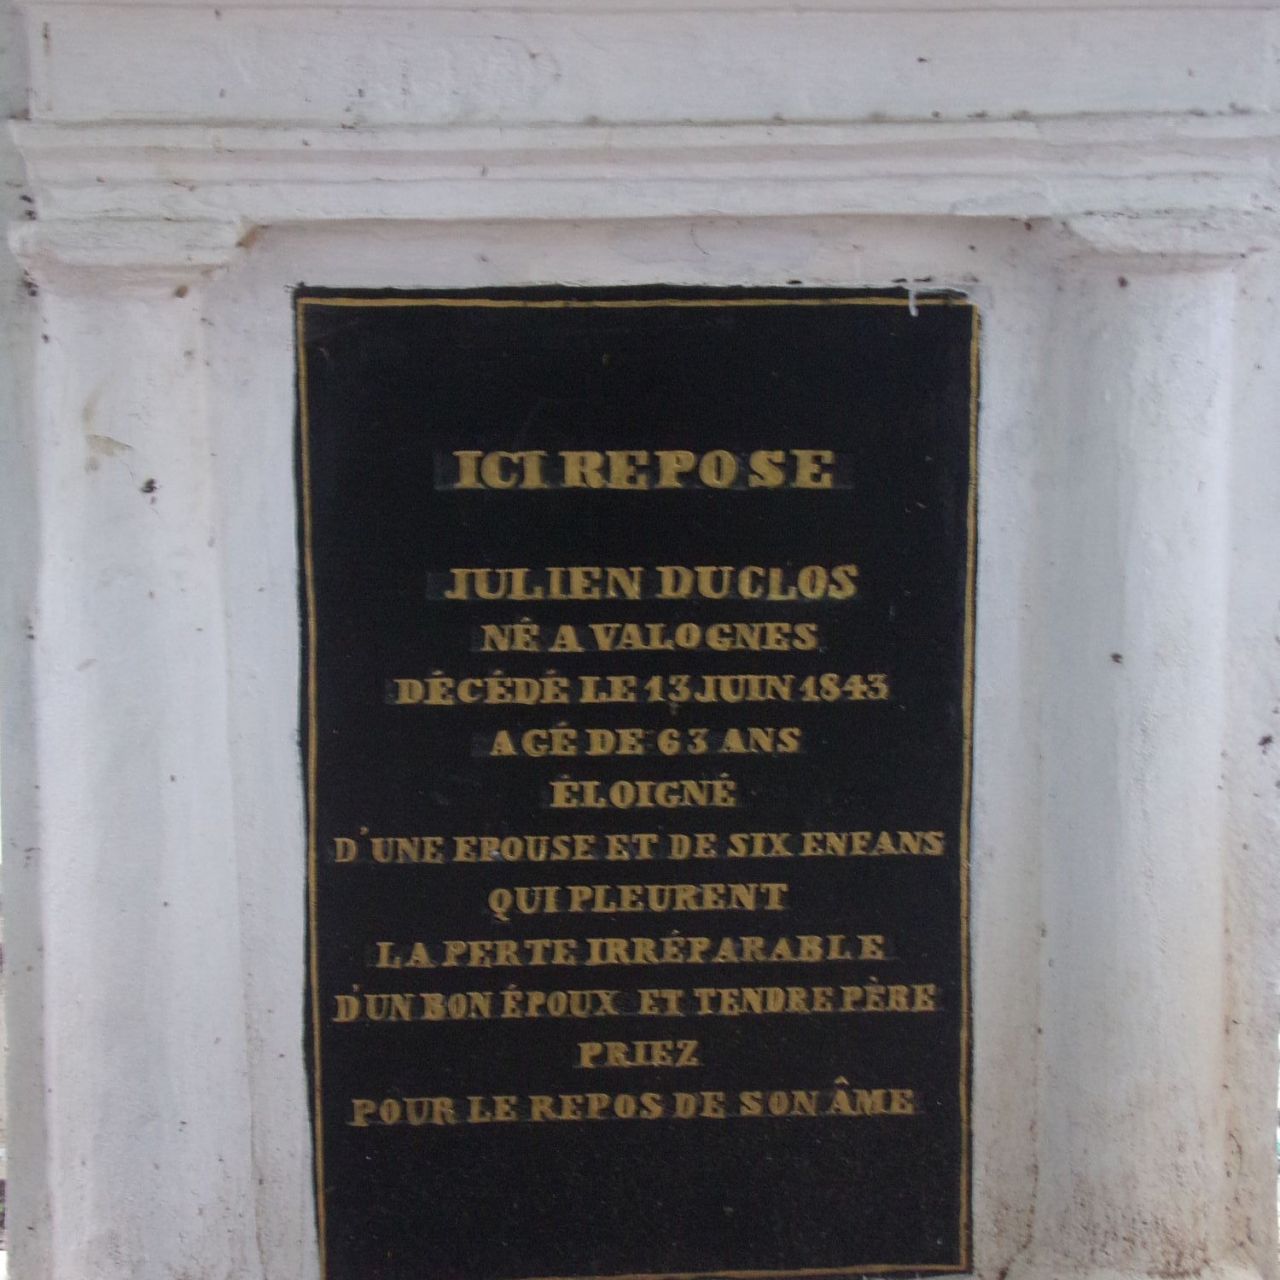 ICI REPOSE
JULIEN DUCLOS
NÉ A VALOGNES
DÉCÉDÉ LE 13 JUIN 1843
AGÉ DE 63 ANS
ÉLOIGNÉ
D'UNE EPOUSE ET DE SIX ENFANS
QUI PLEURENT
LA PERTE IRRÉPARABLE
D'UN BON ÉPOUX ET TENDRE PÈRE
PRIEZ
POUR LE REPOS DE SON ÂME